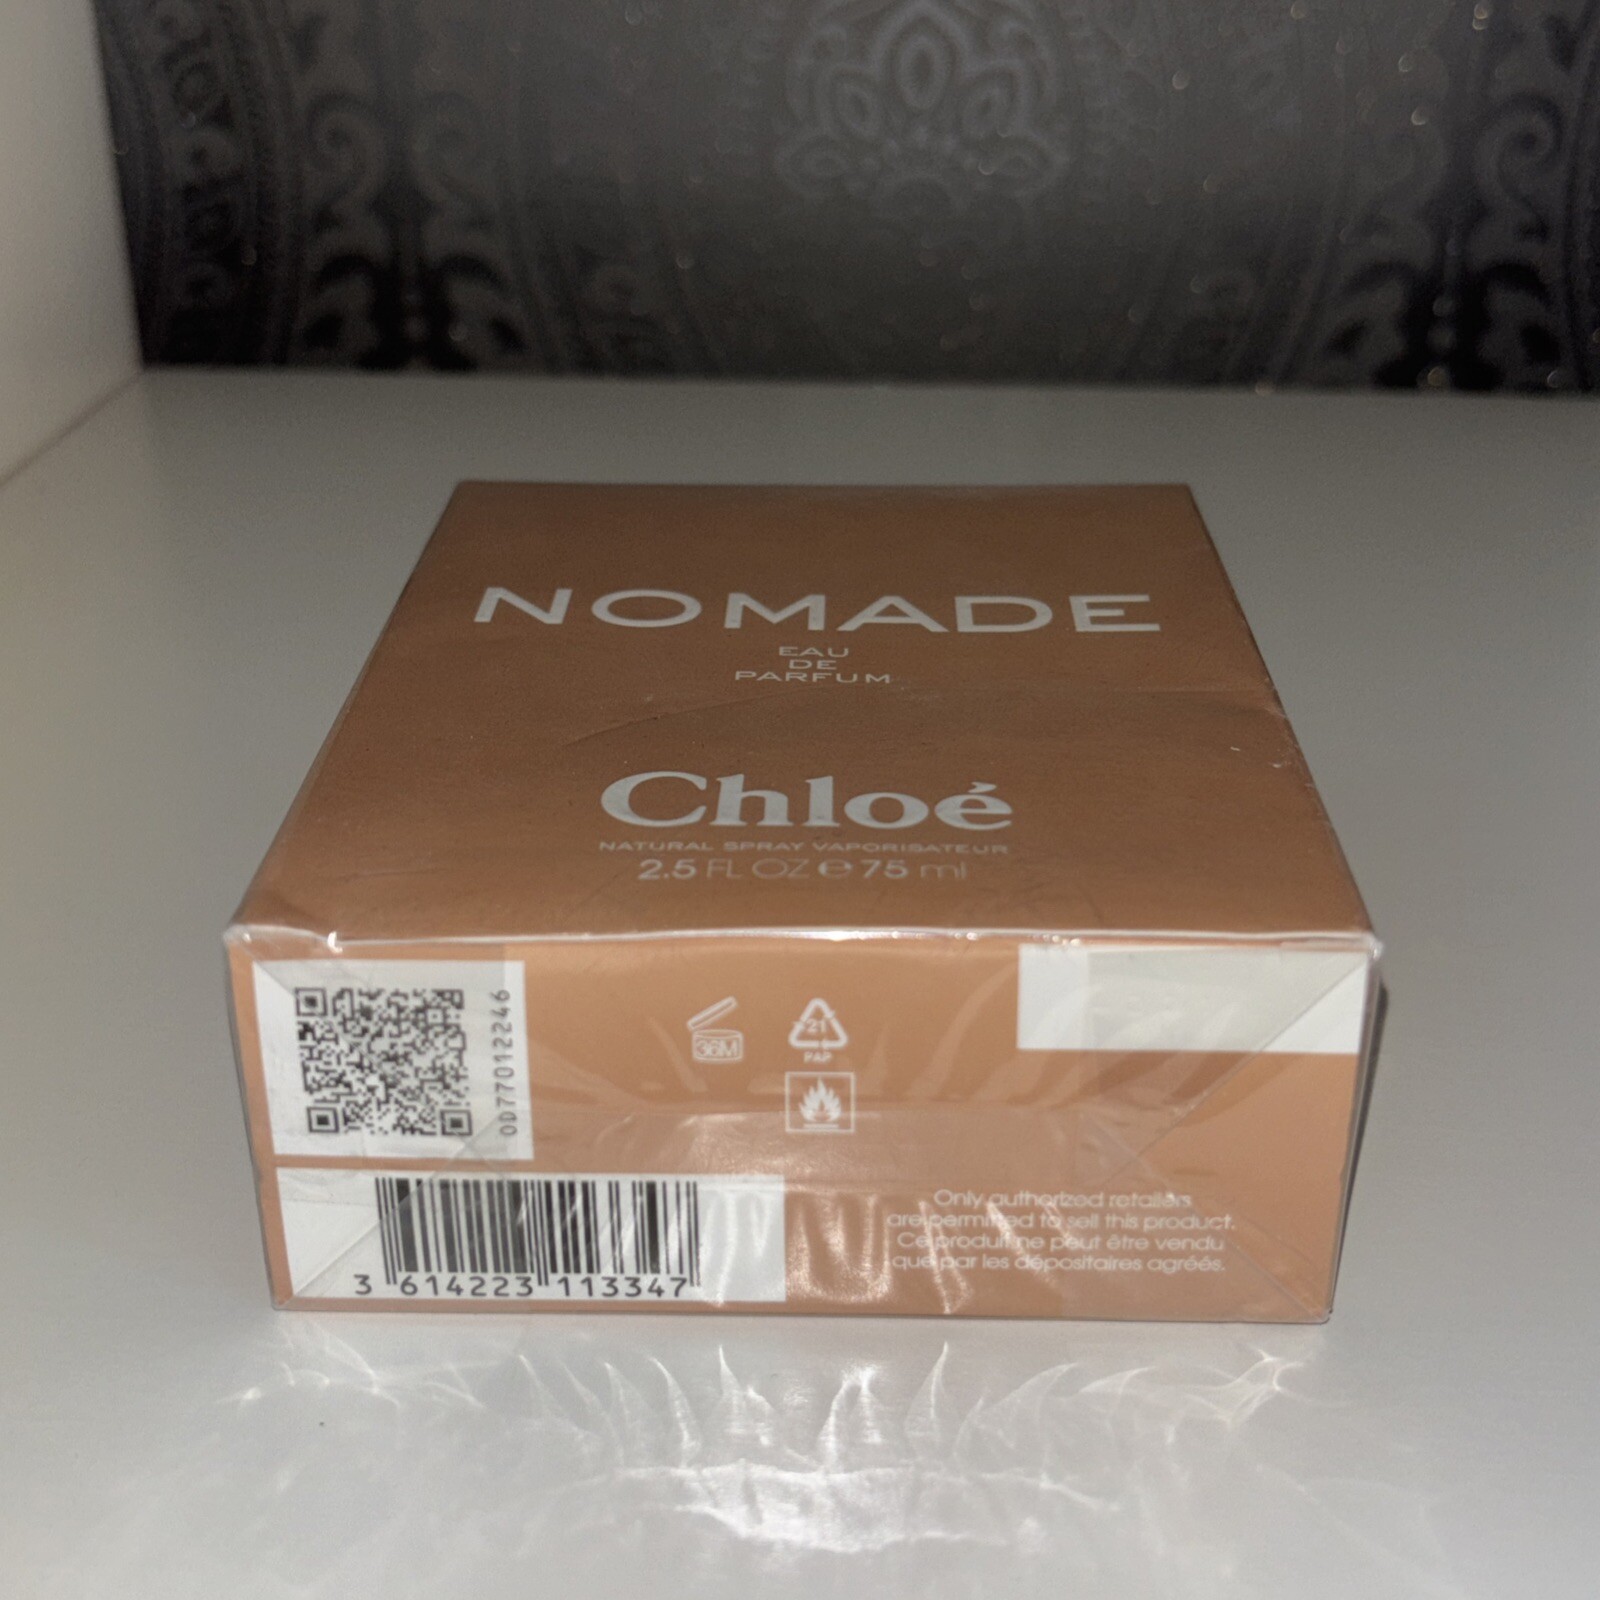 NOMADE
EAU
DE
PARFUM
Chloé
NATURAL SPRAY VAPORISATEUR
2.5 FL OZ e 75 ml
0D77012246
36M
21
PAP
3 614223 113347
Only authorized retailers
are permitted to sell this product.
Ce produit ne peut être vendu
que par les dépositaires agréés.